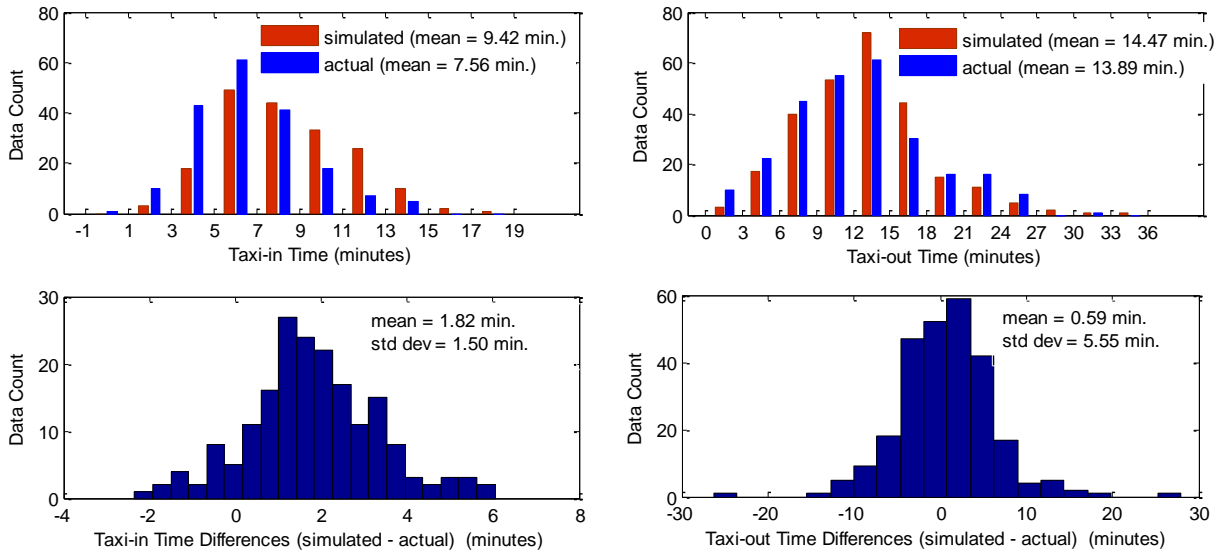 80
60
40
20
0
Data Count
simulated (mean = 9.42 min.)
actual (mean = 7.56 min.)
-1 1 3 5 7 9 11 13 15 17 19
Taxi-in Time (minutes)
80
60
40
20
0
Data Count
simulated (mean = 14.47 min.)
actual (mean = 13.89 min.)
0 3 6 9 12 15 18 21 24 27 30 33 36
Taxi-out Time (minutes)
30
20
10
0
Data Count
mean = 1.82 min.
std dev = 1.50 min.
-4 -2 0 2 4 6 8
Taxi-in Time Differences (simulated - actual) (minutes)
60
40
20
0
Data Count
mean = 0.59 min.
std dev = 5.55 min.
-30 -20 -10 0 10 20 30
Taxi-out Time Differences (simulated - actual) (minutes)